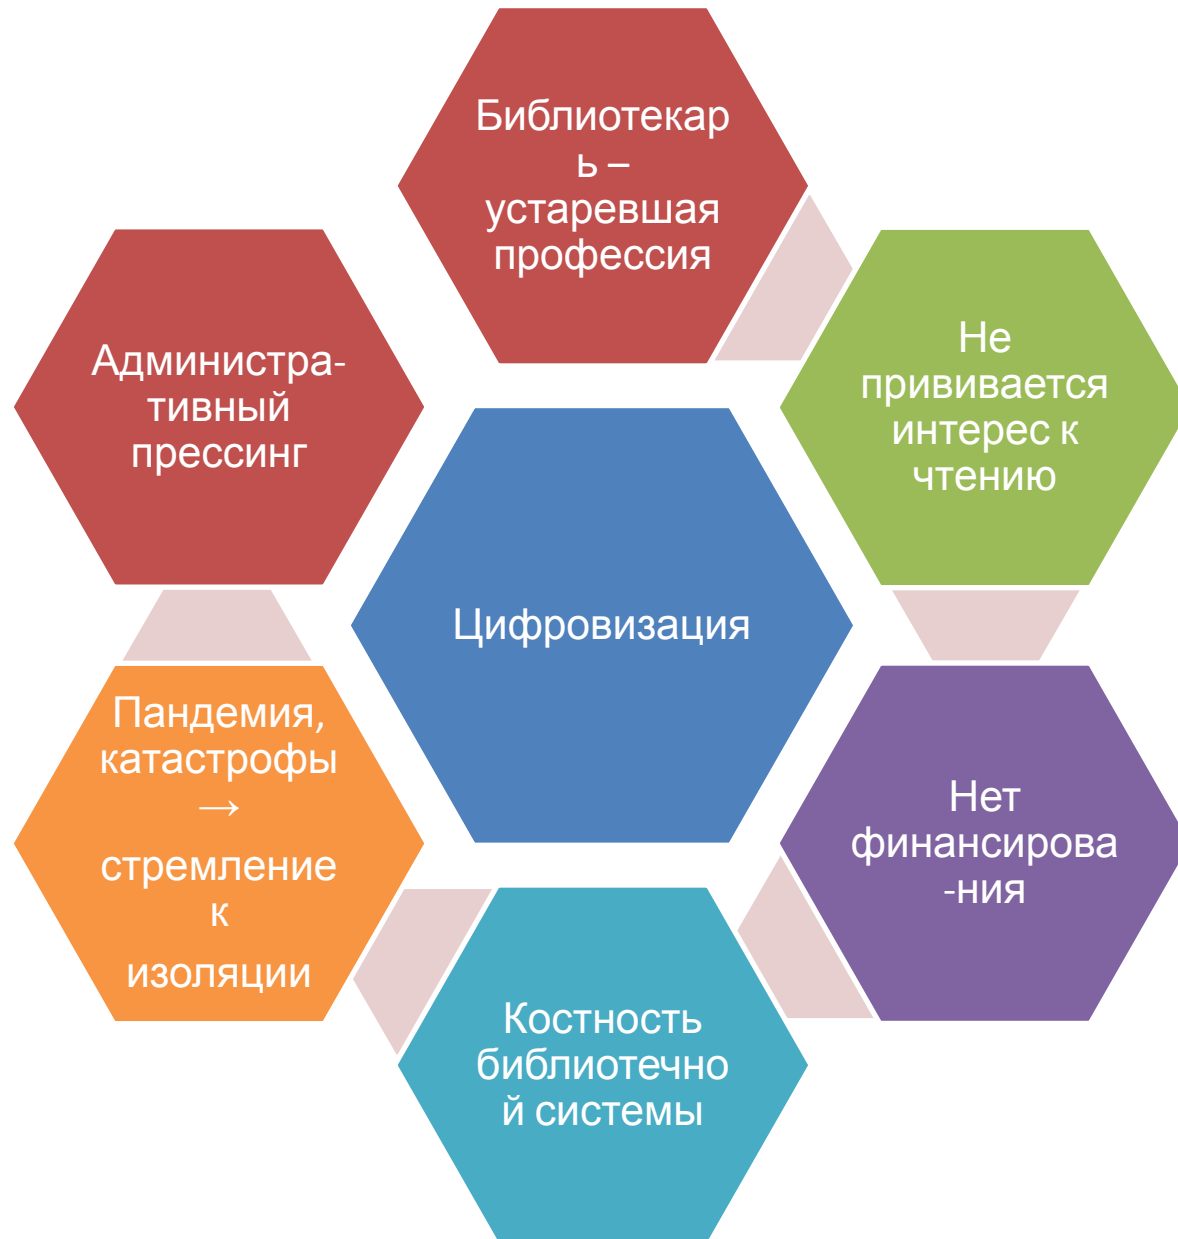 Библиотекар
ь –
устаревшая
профессия
Администра-
тивный
прессинг
Не
прививается
интерес к
чтению
Цифровизация
Пандемия,
катастрофы
→
стремление
к
изоляции
Нет
финансирова
-ния
Костность
библиотечно
й системы